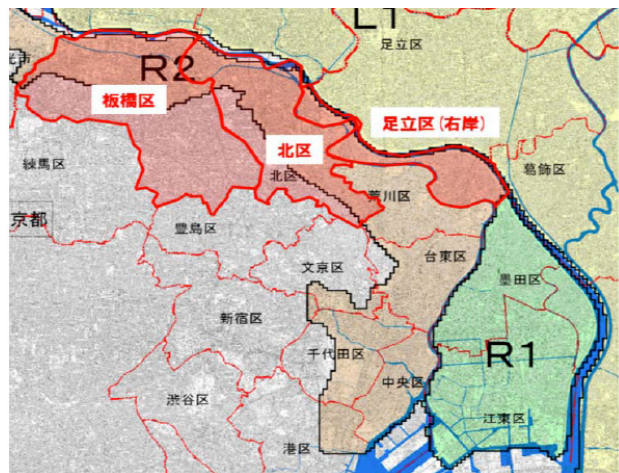 L1
足立区
R2
光市
板橋区
足立区(右岸)
北区
葛飾区
練馬区
北区
荒川区
京都
豊島区
台東区
文京区
墨田区
新宿区
千代田区
R1
中央区
渋谷区
江東区
港区